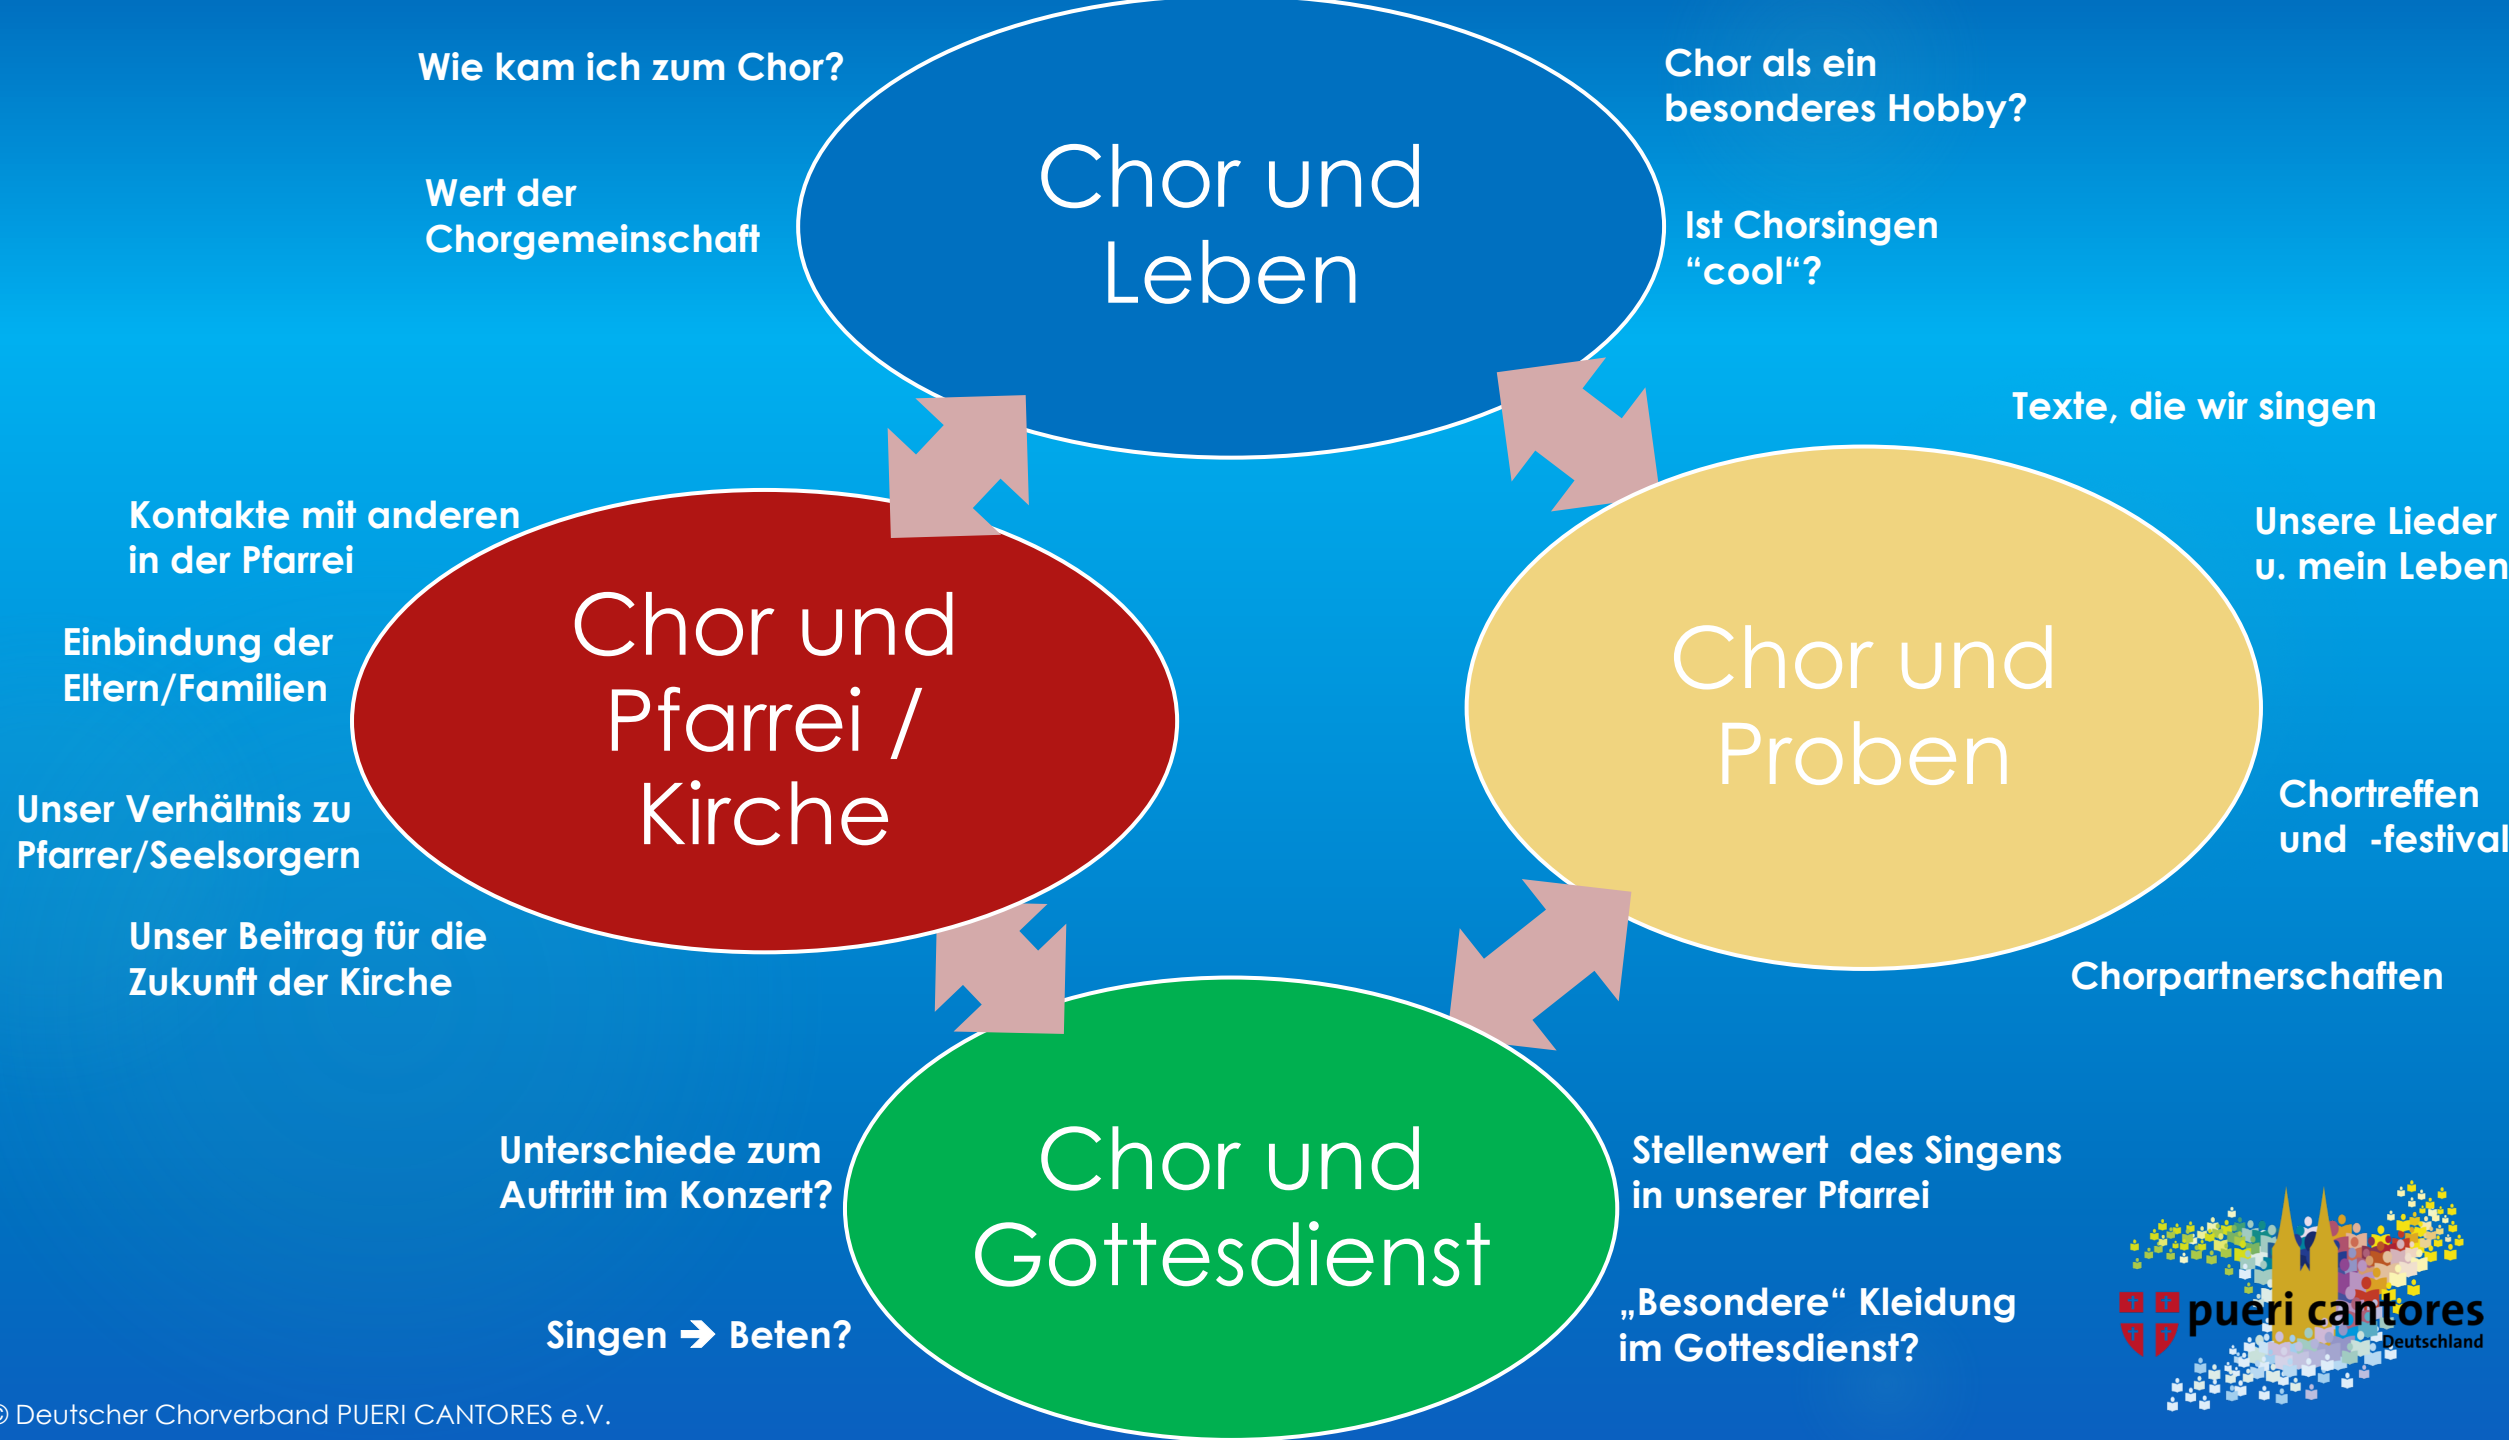 Wie kam ich zum Chor?
Wert der
Chorgemeinschaft
Chor und
Leben
Chor als ein
besonderes Hobby?
Ist Chorsingen
“cool“?
Kontakte mit anderen
in der Pfarrei
Einbindung der
Eltern/Familien
Unser Verhältnis zu
Pfarrer/Seelsorgern
Unser Beitrag für die
Zukunft der Kirche
Chor und
Pfarrei /
Kirche
Texte, die wir singen
Unsere Lieder
u. mein Leben
Chor und
Proben
Chortreffen
und -festival
Chorpartnerschaften
Unterschiede zum
Auftritt im Konzert?
Singen 🡺 Beten?
Chor und
Gottesdienst
Stellenwert des Singens
in unserer Pfarrei
„Besondere“ Kleidung
im Gottesdienst?
pueri cantores
Deutschland
© Deutscher Chorverband PUERI CANTORES e.V.